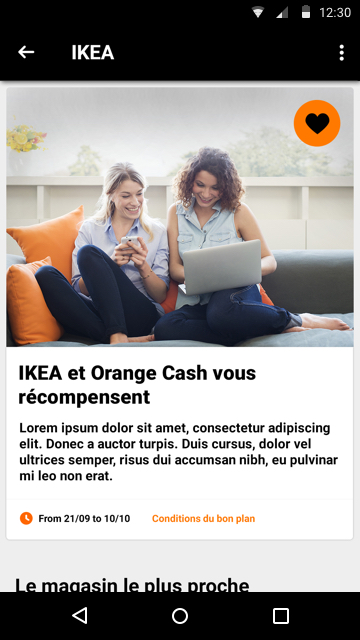 12:30
IKEA
IKEA et Orange Cash vous
récompensent
Lorem ipsum dolor sit amet, consectetur adipiscing
elit. Donec a auctor turpis. Duis cursus, dolor vel
ultrices semper, risus dui accumsan nibh, eu pulvinar
mi leo non erat.
From 21/09 to 10/10 Conditions du bon plan
Le magasin le plus proche